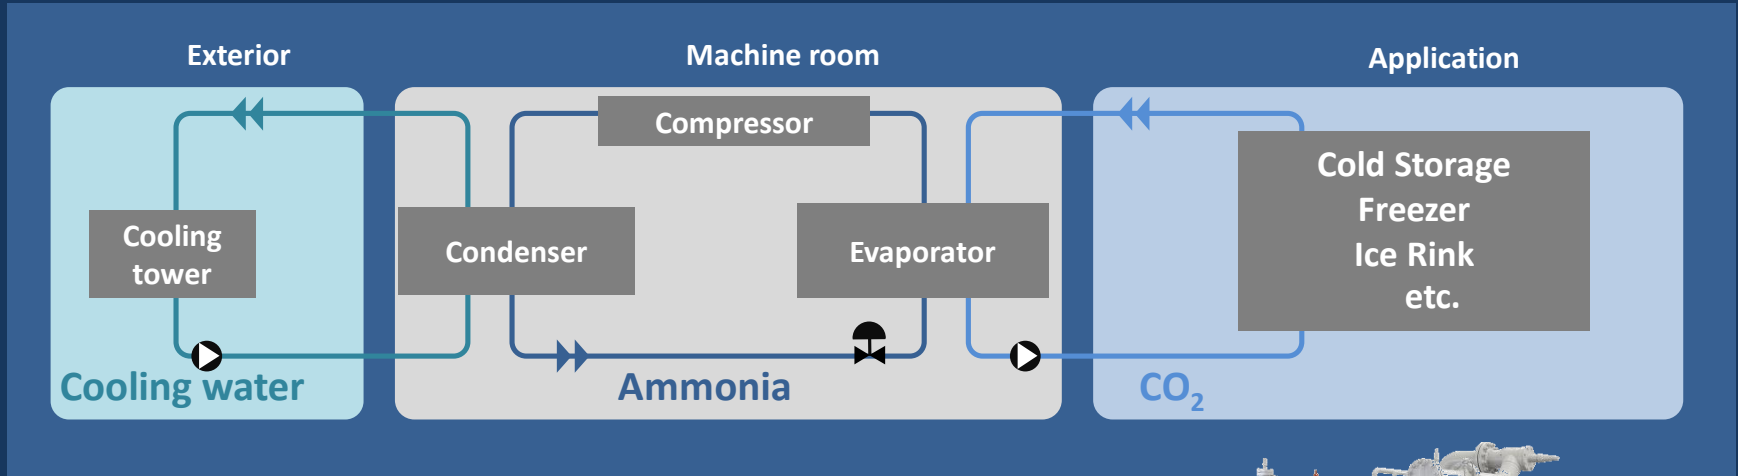 Exterior
Machine room
Application
Compressor
Cooling
tower
Condenser
Evaporator
Cold Storage
Freezer
Ice Rink
etc.
Cooling water
Ammonia
CO₂